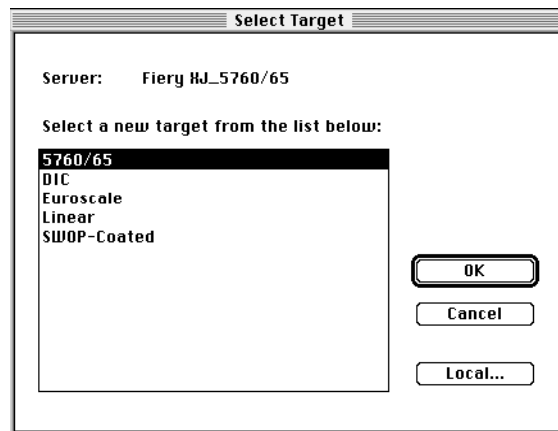 Select Target
Server: Fiery XJ_5760/65
Select a new target from the list below:
5760/65
DIC
Euroscale
Linear
SWOP-Coated
OK
Cancel
Local...